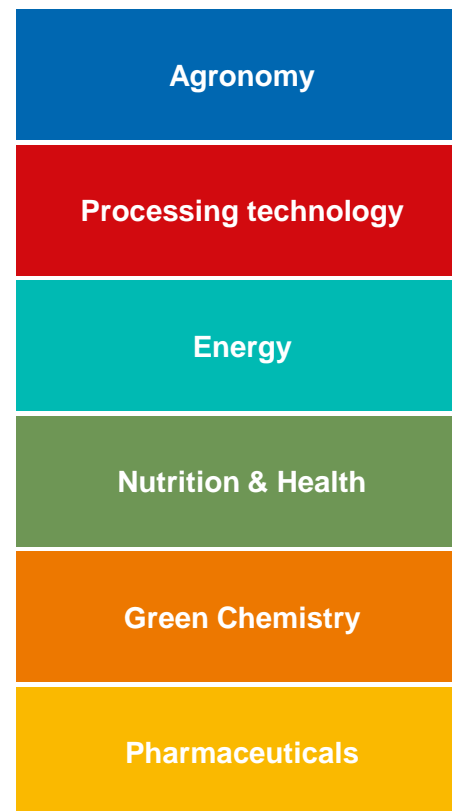 Agronomy
Processing technology
Energy
Nutrition & Health
Green Chemistry
Pharmaceuticals